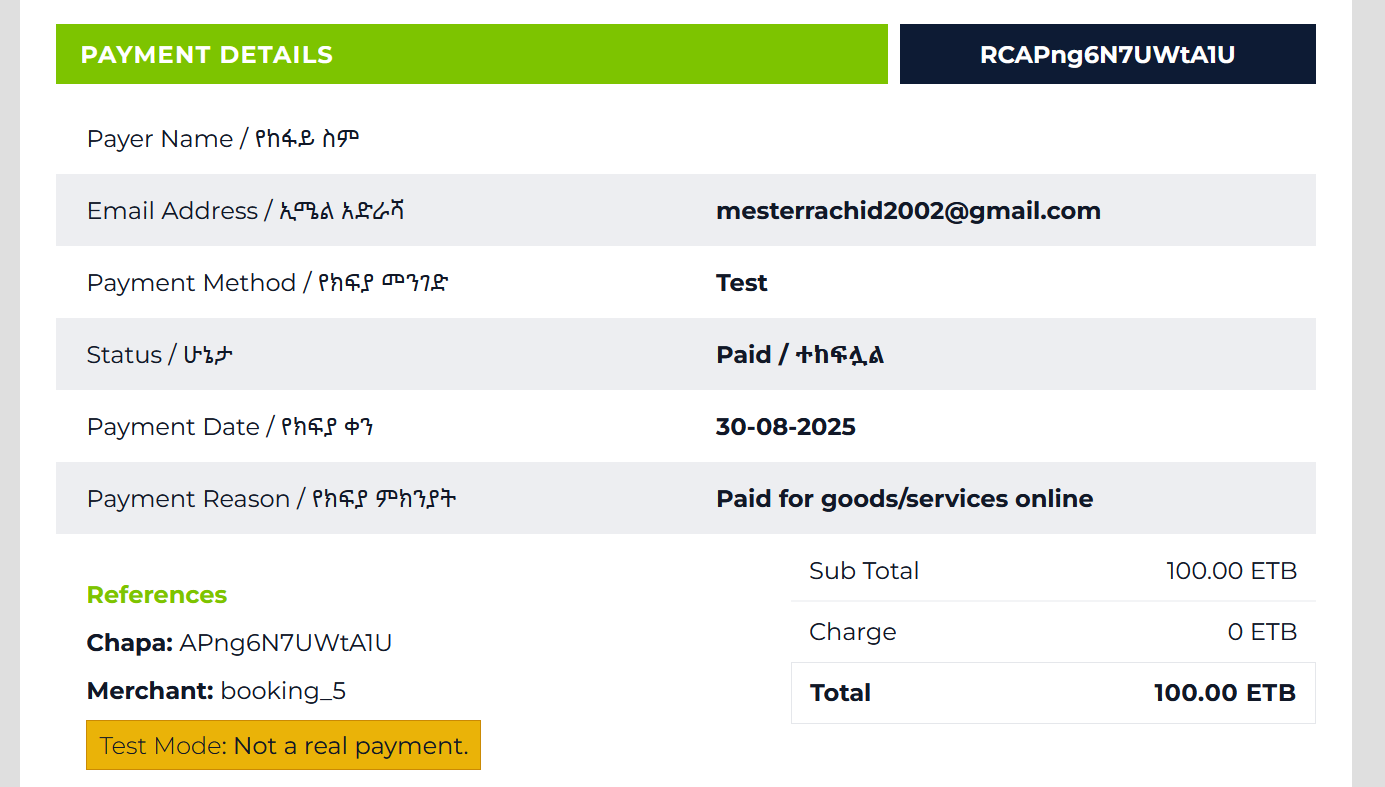 PAYMENT DETAILS
RCAPng6N7UWtA1U
Payer Name / የከፋይ ስም
Email Address / ኢሜል አድራሻ mesterrachid2002@gmail.com
Payment Method / የክፍያ መንገድ Test
Status / ሁኔታ Paid / ተከፍሏል
Payment Date / የክፍያ ቀን 30-08-2025
Payment Reason / የክፍያ ምክንያት Paid for goods/services online
References
Chapa: APng6N7UWtA1U
Merchant: booking_5
Test Mode: Not a real payment.
Sub Total 100.00 ETB
Charge 0 ETB
Total 100.00 ETB